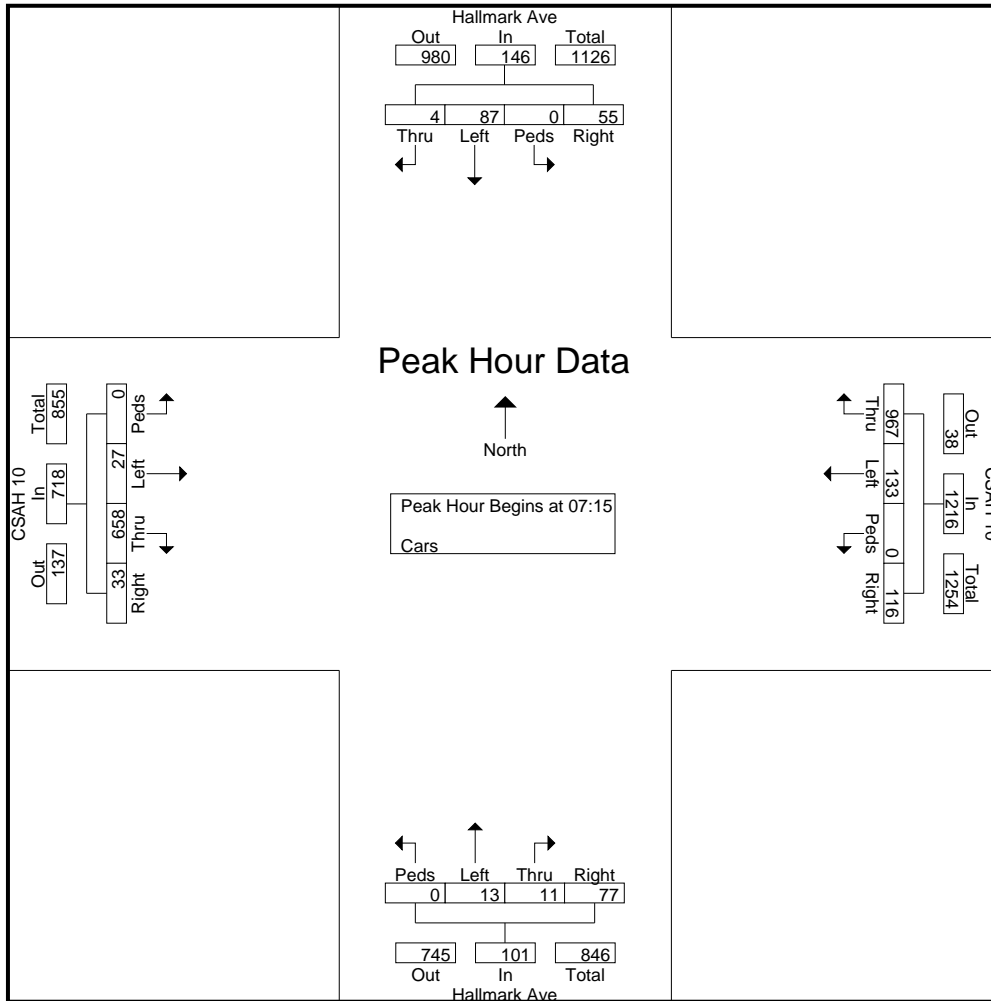 Hallmark Ave
Out In Total
980 146 1126
4 87 0 55
Thru Left Peds Right
Peak Hour Data
North
Peak Hour Begins at 07:15
Cars
CSAH 10
Total In Out
855 718 137
0 27 658 33
Peds Left Thru Right
Out In Total
38 1216 1254
967 133 0 116
Thru Left Peds Right
CSAH 10
Peds Left Thru Right
0 13 11 77
745 101 846
Out In Total
Hallmark Ave